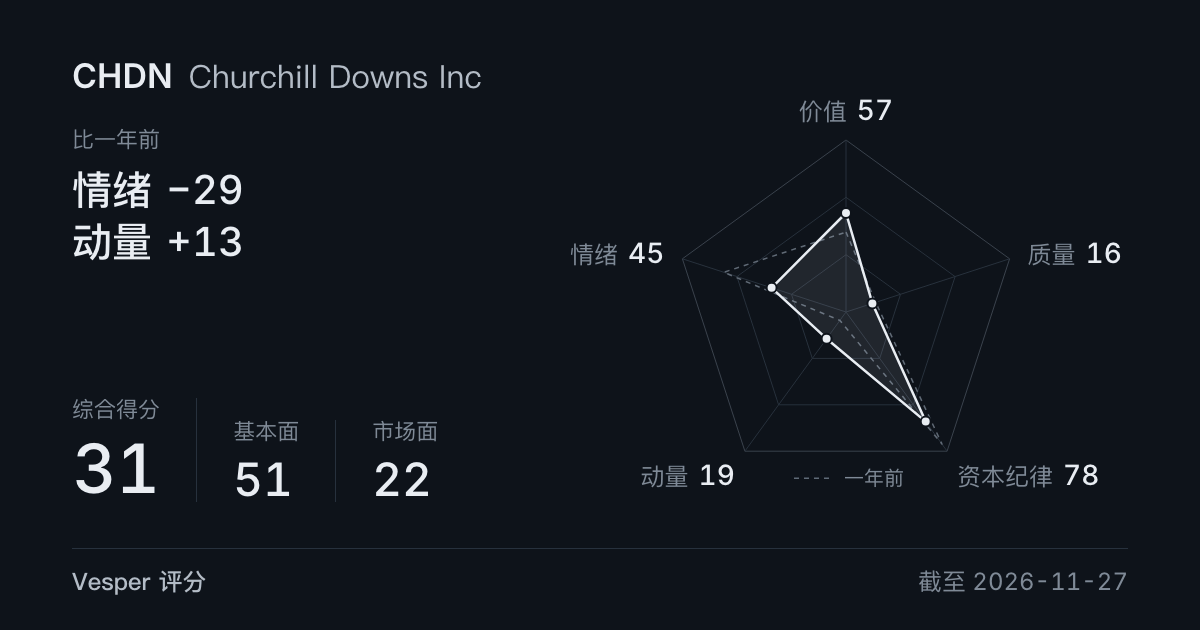 CHDN Churchill Downs Inc
比一年前
情绪 −29
动量 +13
综合得分
31
基本面
51
市场面
22
价值 57
情绪 45
质量 16
动量 19
一年前
资本纪律 78
Vesper 评分
截至 2026-11-27